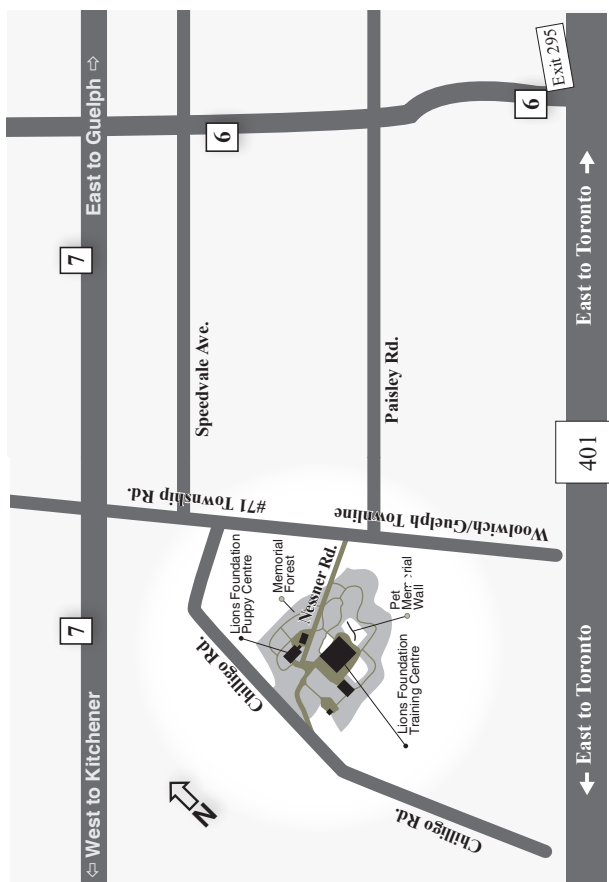 ⇦ West to Kitchener
7
7
East to Guelph ⇨
#71 Township Rd.
Speedvale Ave.
6
Chilligo Rd.
Lions Foundation
Puppy Centre
Memorial
Forest
Nessner Rd.
Pet
Memorial
Wall
Lions Foundation
Training Centre
N
Woolwich/Guelph Townline
Paisley Rd.
6
Exit 295
Chilligo Rd.
← East to Toronto
401
East to Toronto →